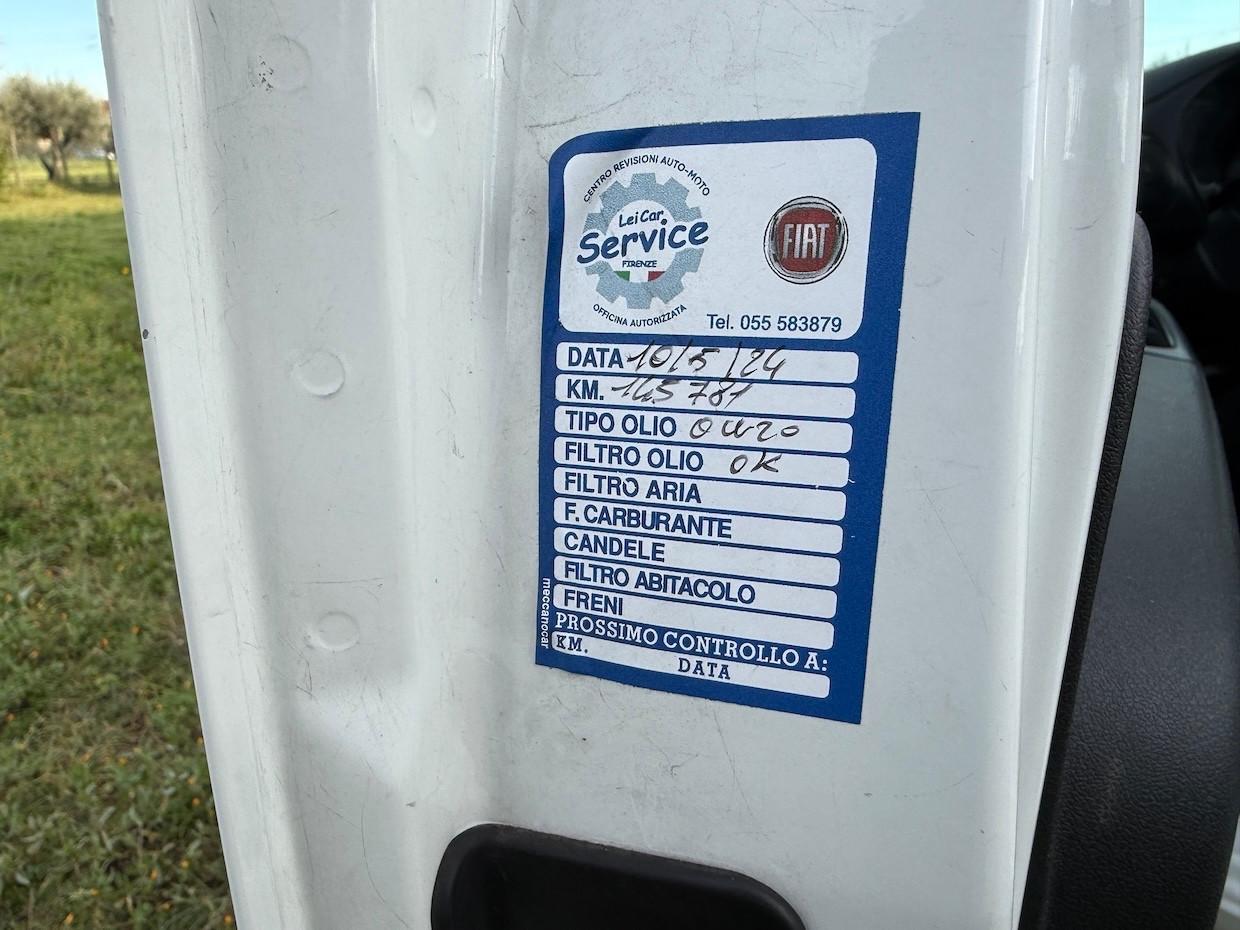 CENTRO REVISIONI AUTO-MOTO
Lei Car
Service
FIRENZE
OFFICINA AUTORIZZATA
FIAT
Tel. 055 583879
DATA 10/5/24
KM. 145781
TIPO OLIO 0W20
FILTRO OLIO OK
FILTRO ARIA
F. CARBURANTE
CANDELE
FILTRO ABITACOLO
FRENI
PROSSIMO CONTROLLO A:
KM. DATA
meccanocar